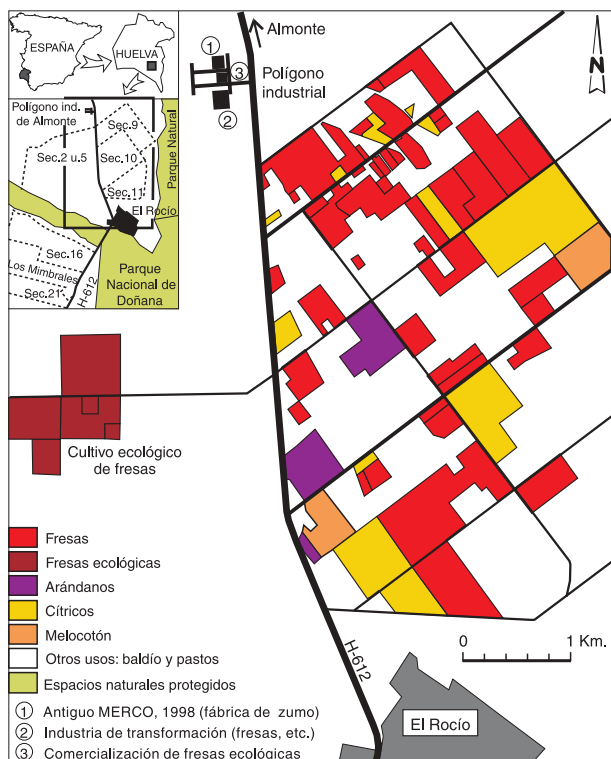 ESPAÑA
HUELVA
Polígono ind.
de Almonte
Sec.9
Sec.2 u.5
Sec.10
Sec.11
El Rocío
Parque Natural
Sec.16
Los Mimbrales
Sec.21
H-612
Parque
Nacional de
Doñana
1
Almonte
3
Polígono
industrial
2
N
Cultivo ecológico
de fresas
Fresas
Fresas ecológicas
Arándanos
Cítricos
Melocotón
Otros usos: baldío y pastos
Espacios naturales protegidos
1 Antiguo MERCO, 1998 (fábrica de zumo)
2 Industria de transformación (fresas, etc.)
3 Comercialización de fresas ecológicas
H-612
0 1 Km.
El Rocío